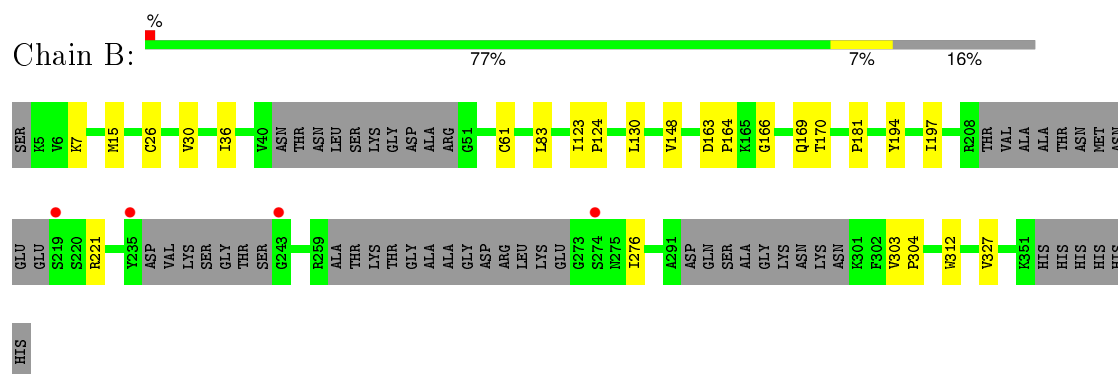 %
Chain B:
77% 7% 16%
SER K5 V6 K7 M15 C26 V30 I36 V40 ASN THR ASN LEU SER LYS GLY ASP ALA ARG G51 C61 L83 I123 P124 L130 V148 D163 P164 K165 G166 Q169 T170 P181 Y194 I197 R208 THR VAL ALA ALA THR ASN MET ASN
GLU GLU S219 S220 R221 Y235 ASP VAL LYS SER GLY THR SER G243 R259 ALA THR LYS THR GLY ALA ALA GLY ASP ARG LEU LYS GLU G273 S274 N275 I276 A291 ASP GLN SER ALA GLY LYS ASN LYS ASN K301 F302 V303 P304 W312 V327 K351 HIS HIS HIS HIS HIS
HIS